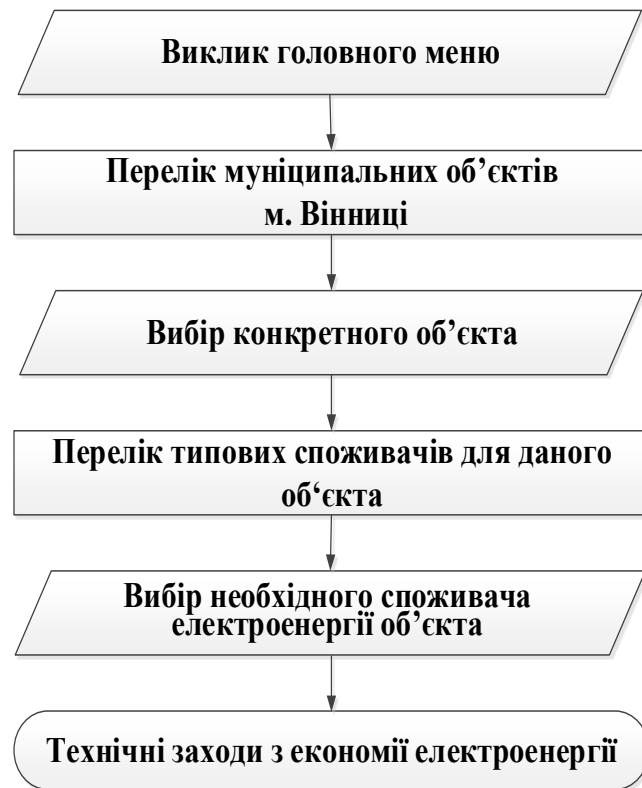 Виклик головного меню
Перелік муніципальних об’єктів
м. Вінниці
Вибір конкретного об’єкта
Перелік типових споживачів для даного
об‘єкта
Вибір необхідного споживача
електроенергії об’єкта
Технічні заходи з економії електроенергії